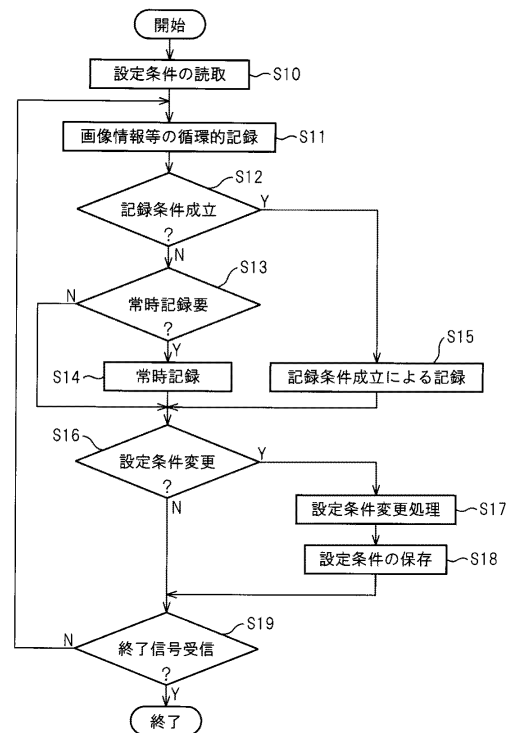 開始
設定条件の読取
S10
画像情報等の循環的記録
S11
S12
記録条件成立
?
Y
N
S13
N
常時記録要
?
Y
S14
常時記録
S15
記録条件成立による記録
S16
設定条件変更
?
Y
N
設定条件変更処理
S17
設定条件の保存
S18
S19
N
終了信号受信
?
Y
終了